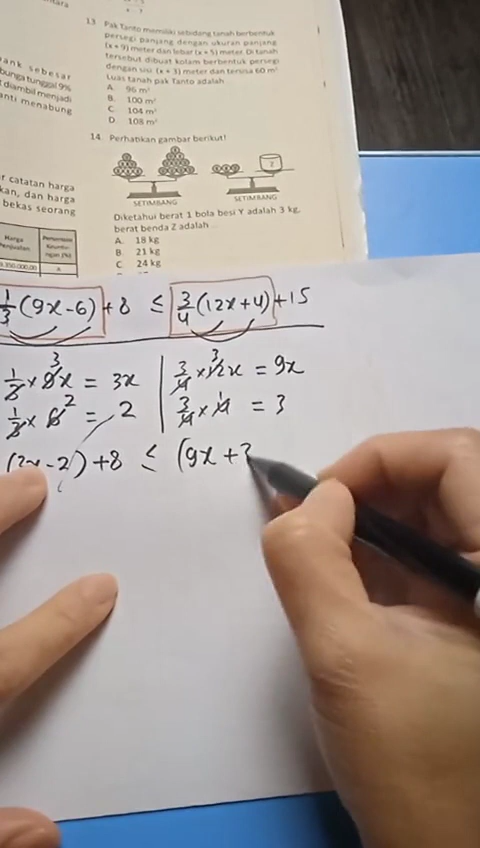 tara
13. Pak Tanto memiliki sebidang tanah berbentuk
persegi panjang dengan ukuran panjang
(x + 9) meter dan lebar (x + 5) meter. Di tanah
tersebut dibuat kolam berbentuk persegi
dengan sisi (x + 3) meter dan tersisa 60 m²
Luas tanah pak Tanto adalah
A. 96 m²
B. 100 m²
C. 104 m²
D. 108 m²
ank sebesar
bunga tunggal 9%
diambil menjadi
anti menabung
14. Perhatikan gambar berikut!
Z
SETIMBANG
SETIMBANG
Diketahui berat 1 bola besi Y adalah 3 kg,
berat benda Z adalah
A. 18 kg
B. 21 kg
C. 24 kg
r catatan harga
kan, dan harga
bekas seorang
Harga
Penjualan
1/3 (9x-6) + 8 ≤ 3/4 (12x+4) + 15
1/3 × 9x 3 = 3x
3/4 × 12x 3 = 9x
1/3 × 6 2 = 2
3/4 × 4 1 = 3
(3x-2) + 8 ≤ (9x + 3